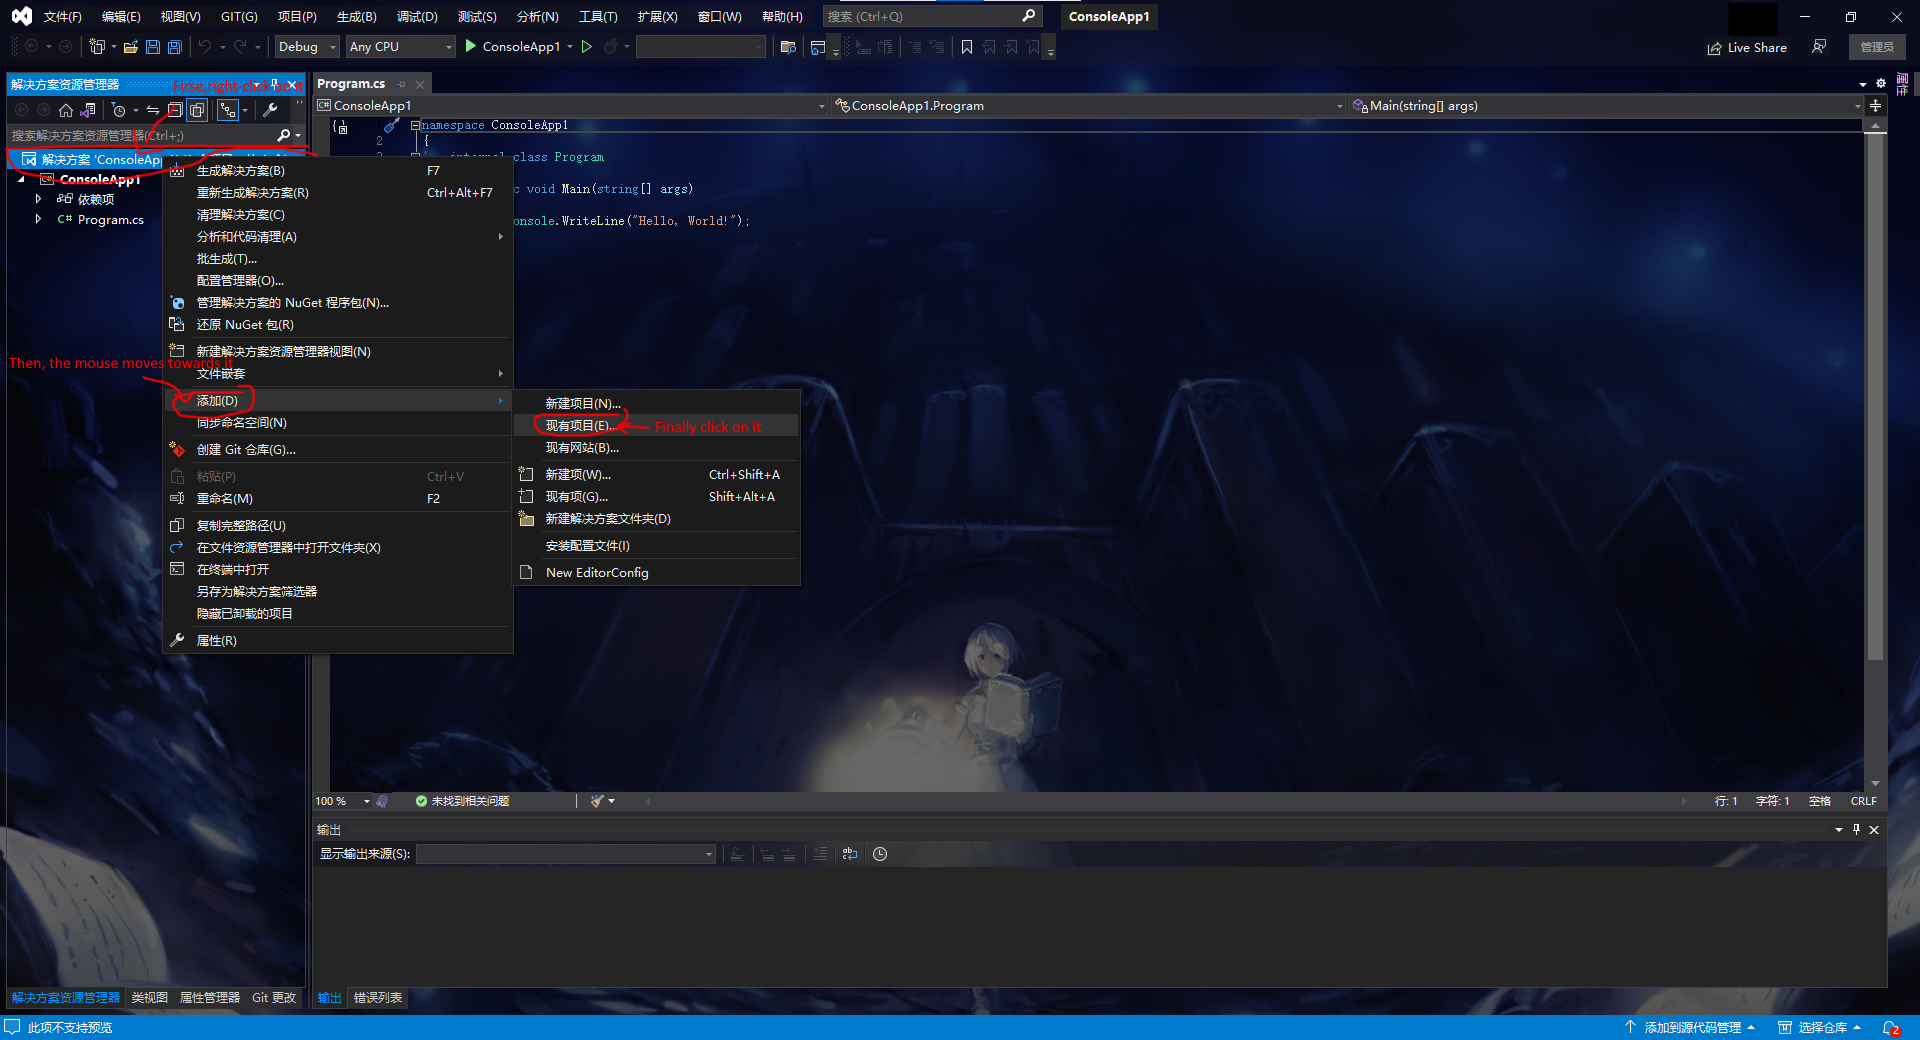 文件(F) 编辑(E) 视图(V) GIT(G) 项目(P) 生成(B) 调试(D) 测试(S) 分析(N) 工具(T) 扩展(X) 窗口(W) 帮助(H) 搜索 (Ctrl+Q) ConsoleApp1
Debug Any CPU ConsoleApp1 Live Share 管理员
解决方案资源管理器 Firse,right-click on it
Program.cs
属性
ConsoleApp1 ConsoleApp1.Program Main(string[] args)
搜索解决方案资源管理器(Ctrl+;)
解决方案 'ConsoleApp
ConsoleApp1
依赖项
Program.cs
namespace ConsoleApp1
2 {
class Program
c void Main(string[] args)
onsole.WriteLine("Hello, World!");
生成解决方案(B) F7
重新生成解决方案(R) Ctrl+Alt+F7
清理解决方案(C)
分析和代码清理(A)
批生成(T)...
配置管理器(O)...
管理解决方案的 NuGet 程序包(N)...
还原 NuGet 包(R)
新建解决方案资源管理器视图(N)
Then, the mouse moves towards it
文件嵌套
添加(D)
同步命名空间(N)
创建 Git 仓库(G)...
粘贴(P) Ctrl+V
重命名(M) F2
复制完整路径(U)
在文件资源管理器中打开文件夹(X)
在终端中打开
另存为解决方案筛选器
隐藏已卸载的项目
属性(R)
新建项目(N)...
现有项目(E)... Finally click on it
现有网站(B)...
新建项(W)... Ctrl+Shift+A
现有项(G)... Shift+Alt+A
新建解决方案文件夹(D)
安装配置文件(I)
New EditorConfig
100 % 未找到相关问题 行: 1 字符: 1 空格 CRLF
输出
显示输出来源(S):
解决方案资源管理器 类视图 属性管理器 Git 更改 输出 错误列表
此项不支持预览 添加到源代码管理 选择仓库 2